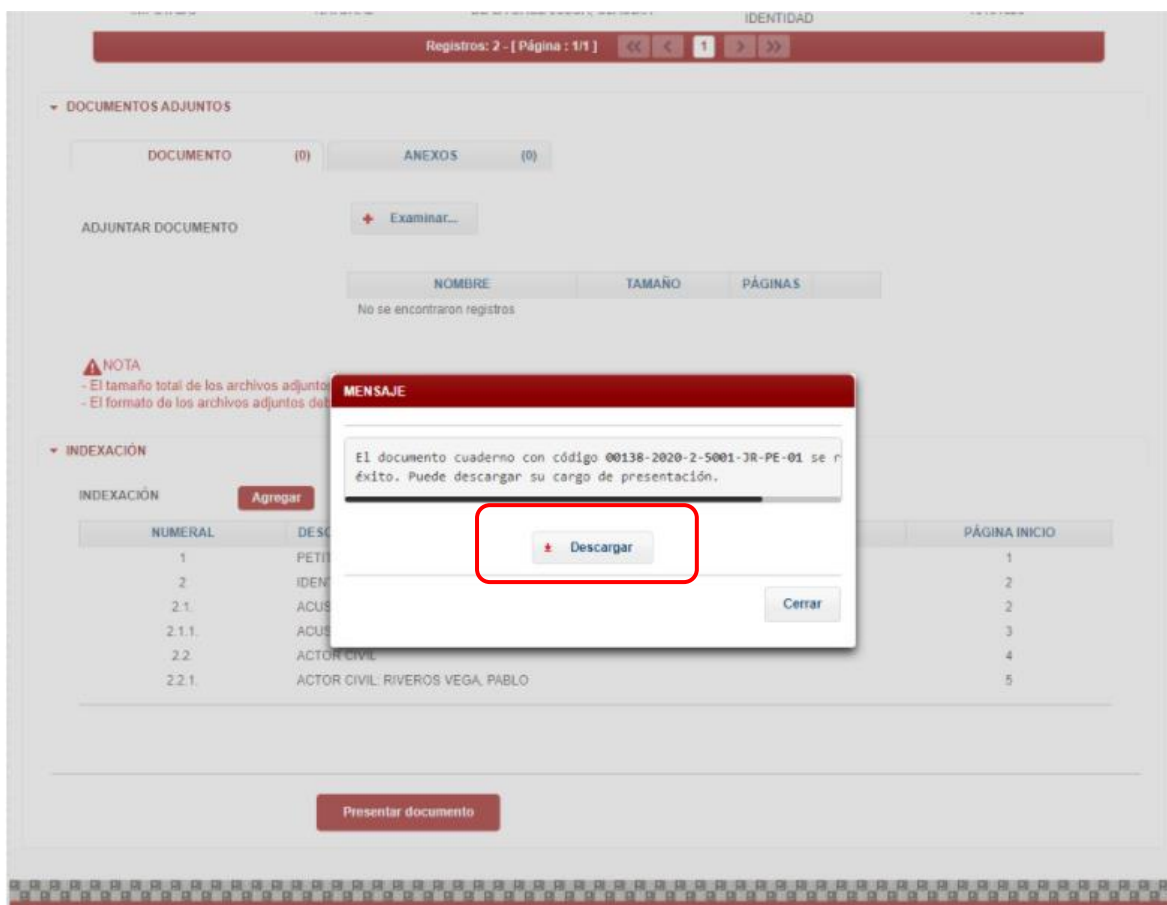 IDENTIDAD
Registros: 2 - [ Página : 1/1 ] << < 1 > >>
DOCUMENTOS ADJUNTOS
DOCUMENTO (0) ANEXOS (0)
ADJUNTAR DOCUMENTO
Examinar...
NOMBRE TAMAÑO PÁGINAS
No se encontraron registros
NOTA
- El tamaño total de los archivos adjunto
- El formato de los archivos adjuntos deb
MENSAJE
El documento cuaderno con código 00138-2020-2-5001-JR-PE-01 se r
éxito. Puede descargar su cargo de presentación.
Descargar
Cerrar
INDEXACIÓN
INDEXACIÓN Agregar
NUMERAL DESC PÁGINA INICIO
1 PETIT 1
2 IDENT 2
2.1. ACUS 2
2.1.1. ACUS 3
2.2. ACTOR CIVIL 4
2.2.1. ACTOR CIVIL: RIVEROS VEGA, PABLO 5
Presentar documento